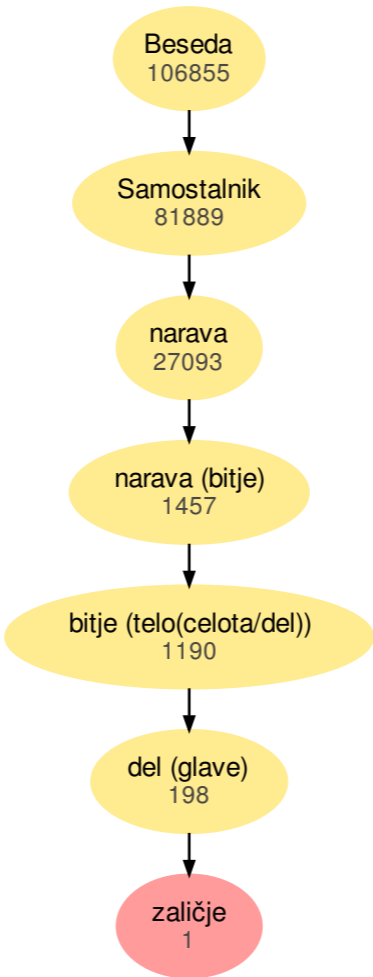 Beseda
106855
Samostalnik
81889
narava
27093
narava (bitje)
1457
bitje (telo(celota/del))
1190
del (glave)
198
zaličje
1